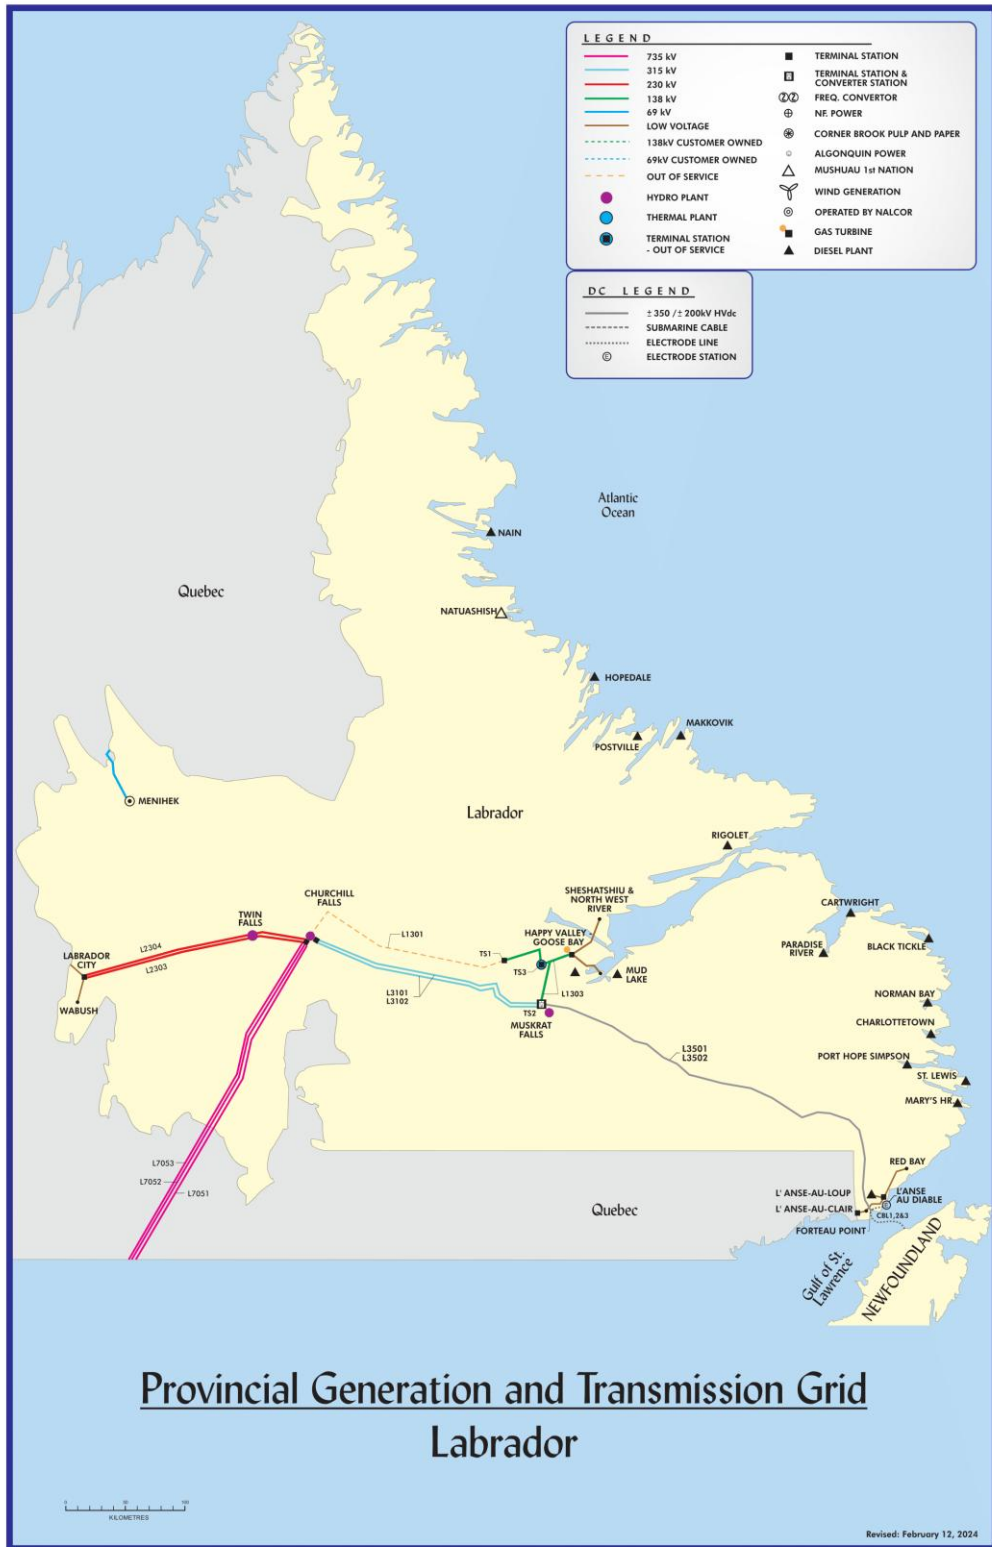 LEGEND
735 kV
315 kV
230 kV
138 kV
69 kV
LOW VOLTAGE
138kV CUSTOMER OWNED
69kV CUSTOMER OWNED
OUT OF SERVICE
HYDRO PLANT
THERMAL PLANT
TERMINAL STATION
- OUT OF SERVICE
TERMINAL STATION
TERMINAL STATION &
CONVERTER STATION
FREQ. CONVERTOR
NF. POWER
CORNER BROOK PULP AND PAPER
ALGONQUIN POWER
MUSHUAU 1st NATION
WIND GENERATION
OPERATED BY NALCOR
GAS TURBINE
DIESEL PLANT
DC LEGEND
± 350 /± 200kV HVdc
SUBMARINE CABLE
ELECTRODE LINE
ELECTRODE STATION
Atlantic
Ocean
NAIN
Quebec
NATUASHISH
HOPEDALE
MAKKOVIK
POSTVILLE
MENIHEK
Labrador
RIGOLET
CHURCHILL
FALLS
SHESHATSHIU &
NORTH WEST
RIVER
TWIN
FALLS
CARTWRIGHT
L1301
HAPPY VALLEY
GOOSE BAY
PARADISE
RIVER
BLACK TICKLE
L2304
L2303
LABRADOR
CITY
TS1
TS3
MUD
LAKE
L3101
L3102
L1303
NORMAN BAY
WABUSH
TS2
MUSKRAT
FALLS
CHARLOTTETOWN
L3501
L3502
PORT HOPE SIMPSON
ST. LEWIS
MARY'S HR.
L7053
L7052
L7051
RED BAY
L' ANSE-AU-LOUP
L'ANSE
AU DIABLE
L' ANSE-AU-CLAIR
CBL1,2&3
Quebec
FORTEAU POINT
Gulf of St.
Lawrence
NEWFOUNDLAND
Provincial Generation and Transmission Grid
Labrador
0 50 100
KILOMETRES
Revised: February 12, 2024